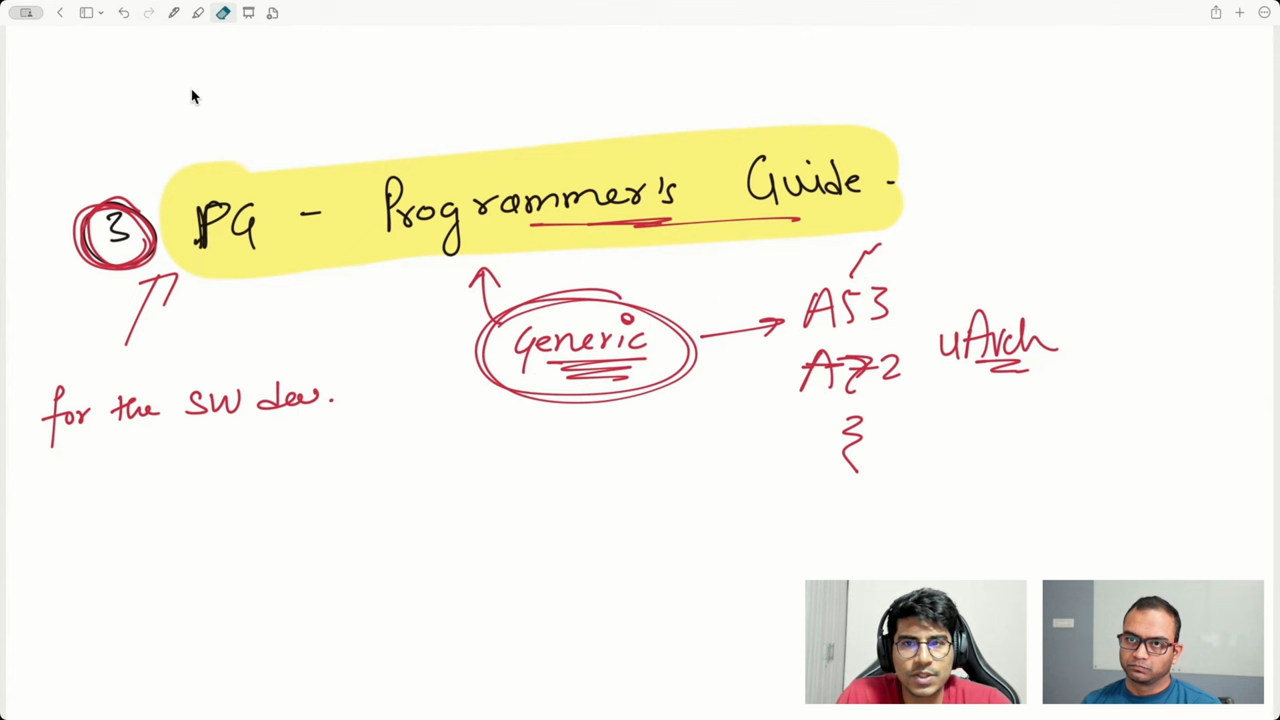 3 PG - Programmer's Guide.
Generic
A53
A72
uArch
for the SW dev.